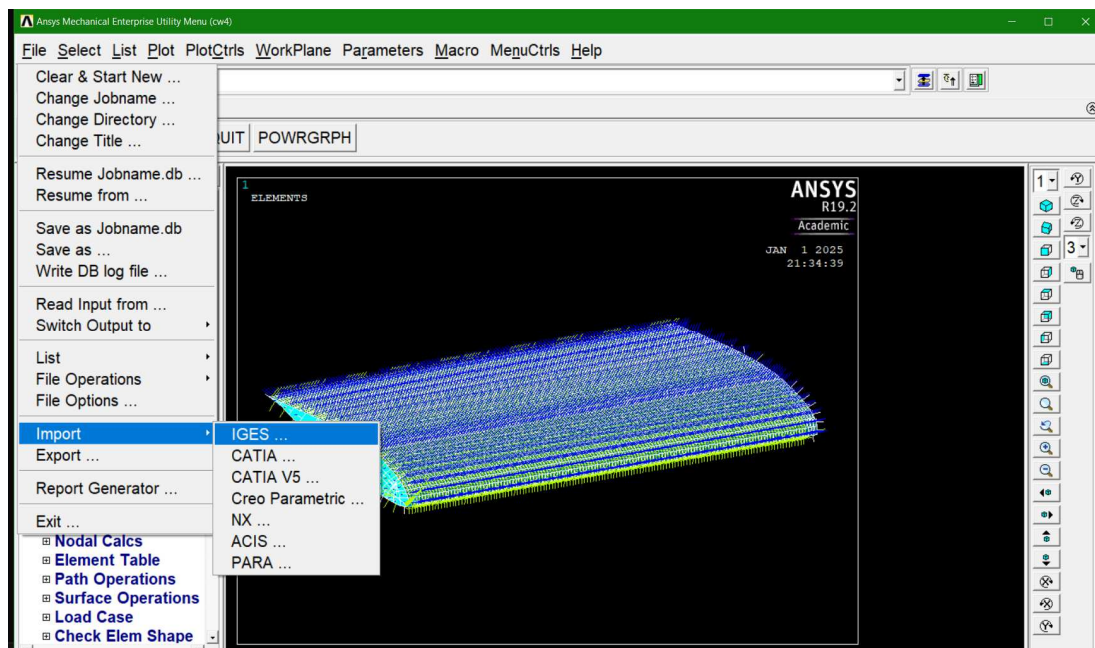 Ansys Mechanical Enterprise Utility Menu (cw4)
File Select List Plot PlotCtrls WorkPlane Parameters Macro MenuCtrls Help
Clear & Start New ...
Change Jobname ...
Change Directory ...
Change Title ...
UIT POWRGRPH
Resume Jobname.db ...
Resume from ...
Save as Jobname.db
Save as ...
Write DB log file ...
Read Input from ...
Switch Output to
List
File Operations
File Options ...
Import
Export ...
Report Generator ...
Exit ...
IGES ...
CATIA ...
CATIA V5 ...
Creo Parametric ...
NX ...
ACIS ...
PARA ...
Nodal Calcs
Element Table
Path Operations
Surface Operations
Load Case
Check Elem Shape
1
ELEMENTS
ANSYS
R19.2
Academic
JAN 1 2025
21:34:39
1
3